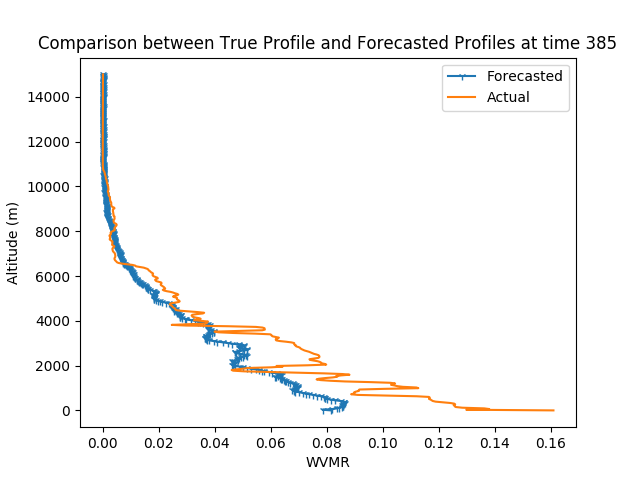 Comparison between True Profile and Forecasted Profiles at time 385
Forecasted
Actual
14000
12000
10000
8000
6000
4000
2000
0
Altitude (m)
0.00 0.02 0.04 0.06 0.08 0.10 0.12 0.14 0.16
WVMR